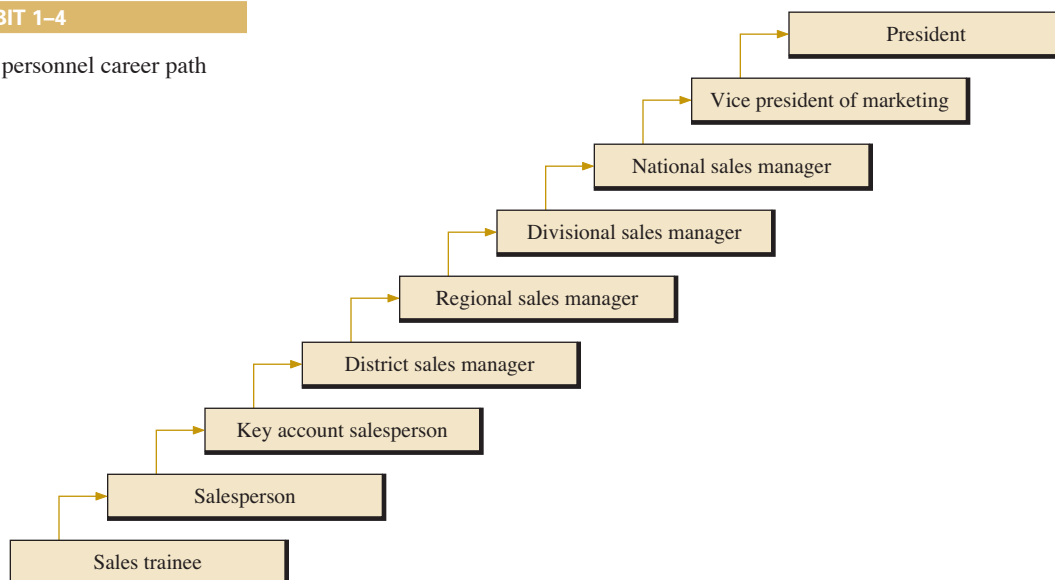 BIT 1–4
personnel career path
President
Vice president of marketing
National sales manager
Divisional sales manager
Regional sales manager
District sales manager
Key account salesperson
Salesperson
Sales trainee